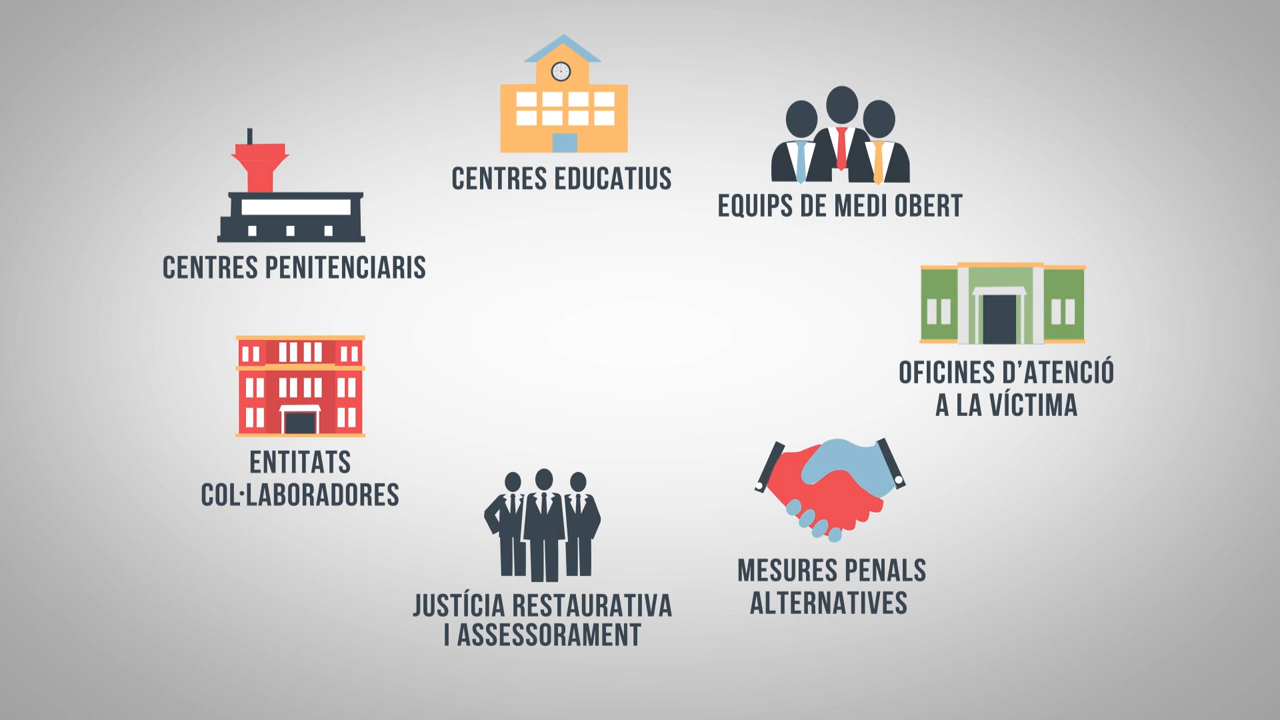 CENTRES EDUCATIUS
EQUIPS DE MEDI OBERT
CENTRES PENITENCIARIS
OFICINES D'ATENCIÓ
A LA VÍCTIMA
ENTITATS
COL·LABORADORES
MESURES PENALS
ALTERNATIVES
JUSTÍCIA RESTAURATIVA
I ASSESSORAMENT